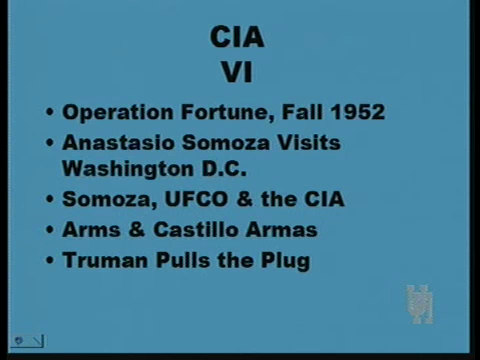 CIA
VI
• Operation Fortune, Fall 1952
• Anastasio Somoza Visits
Washington D.C.
• Somoza, UFCO & the CIA
• Arms & Castillo Armas
• Truman Pulls the Plug